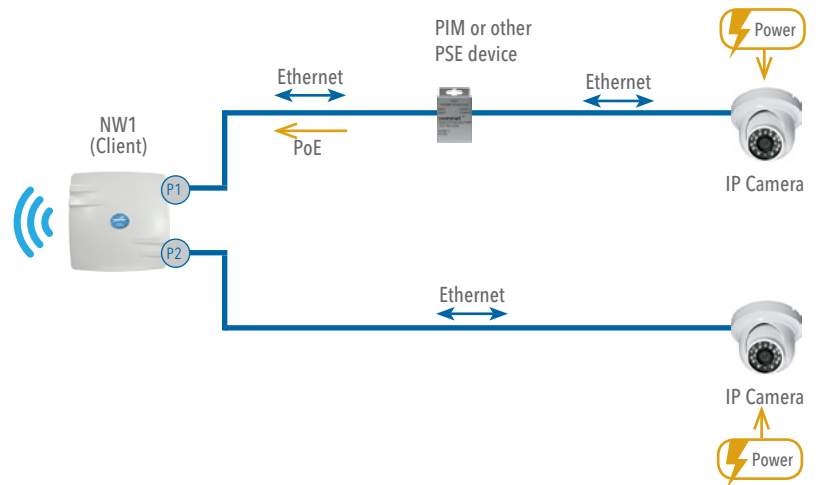 Power
PIM or other
PSE device
Ethernet
Ethernet
NW1
(Client)
PoE
P1
IP Camera
P2
Ethernet
IP Camera
Power